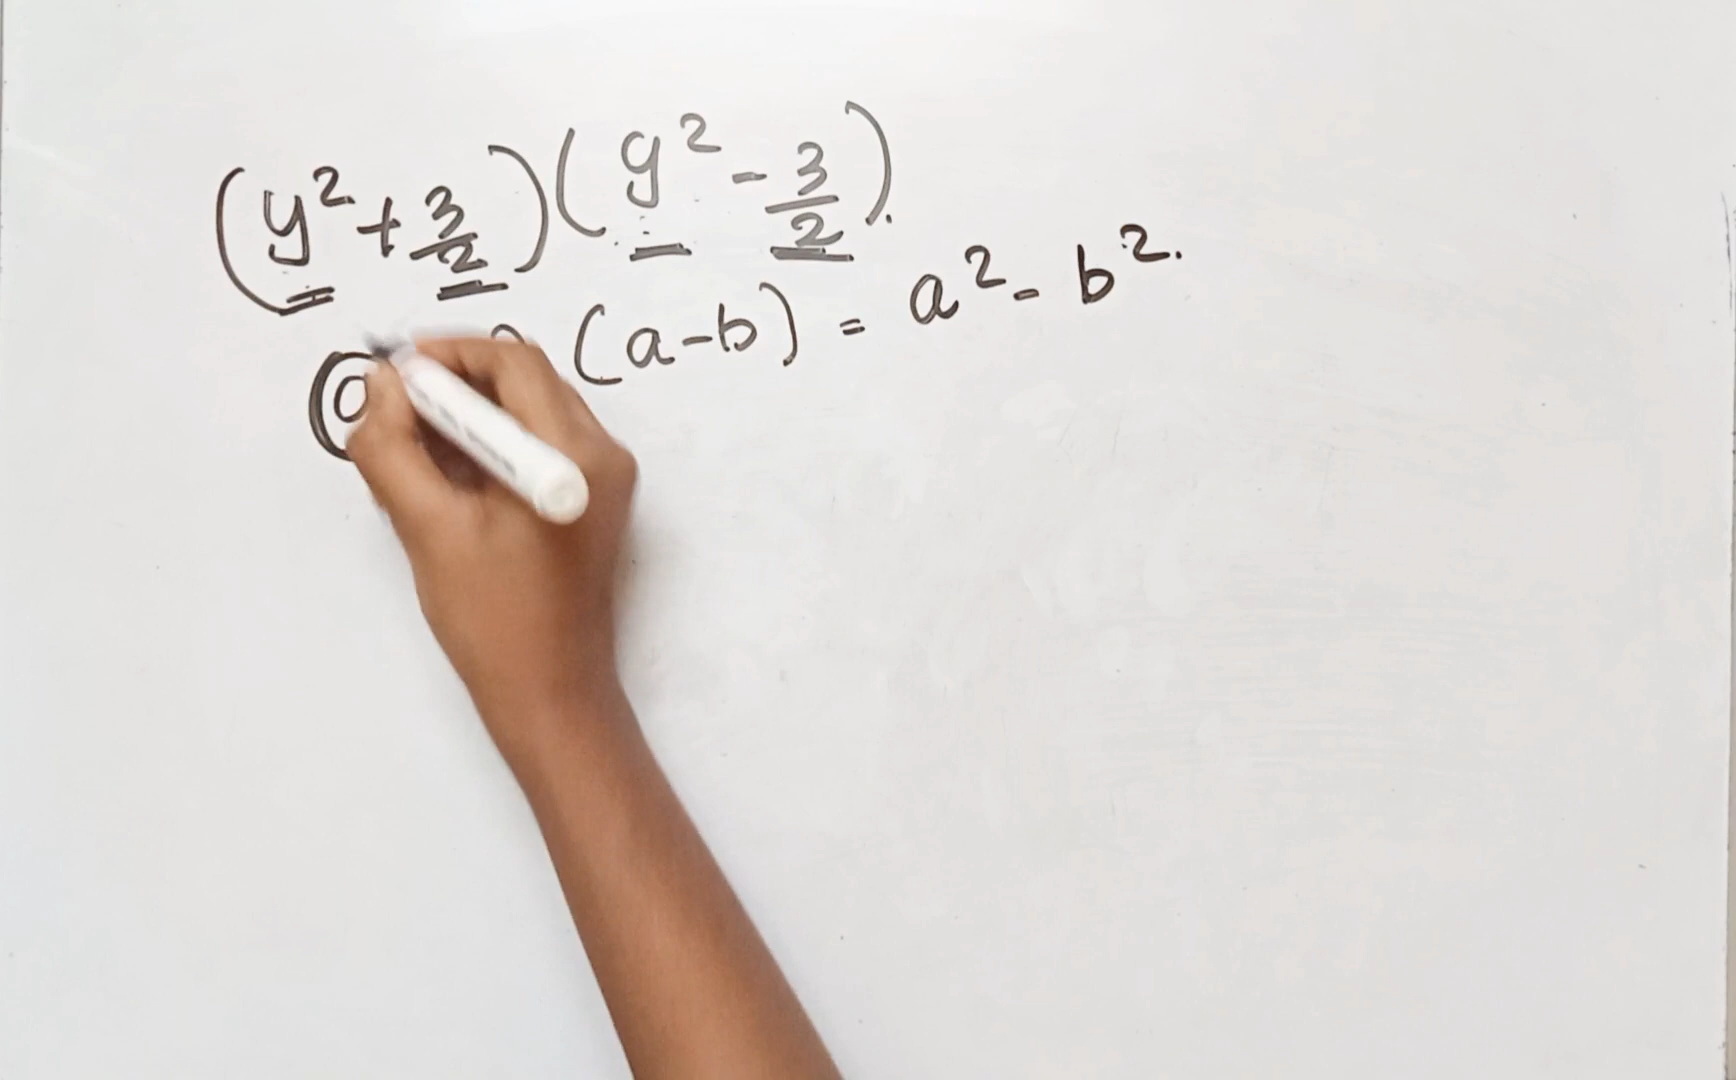 (y² + 3/2)(y² - 3/2).
(a (a-b) = a² - b².